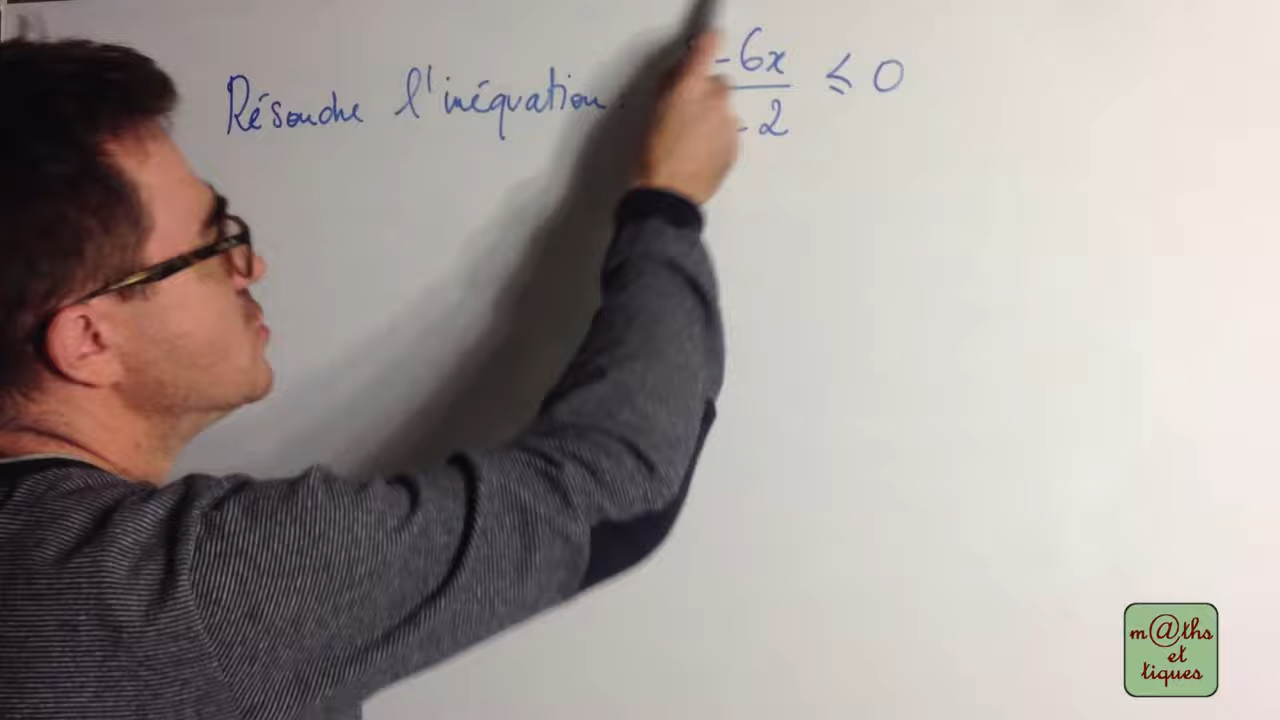 Résoudre l'inéquation : -6x / -2 ≤ 0
m@ths
et
tiques